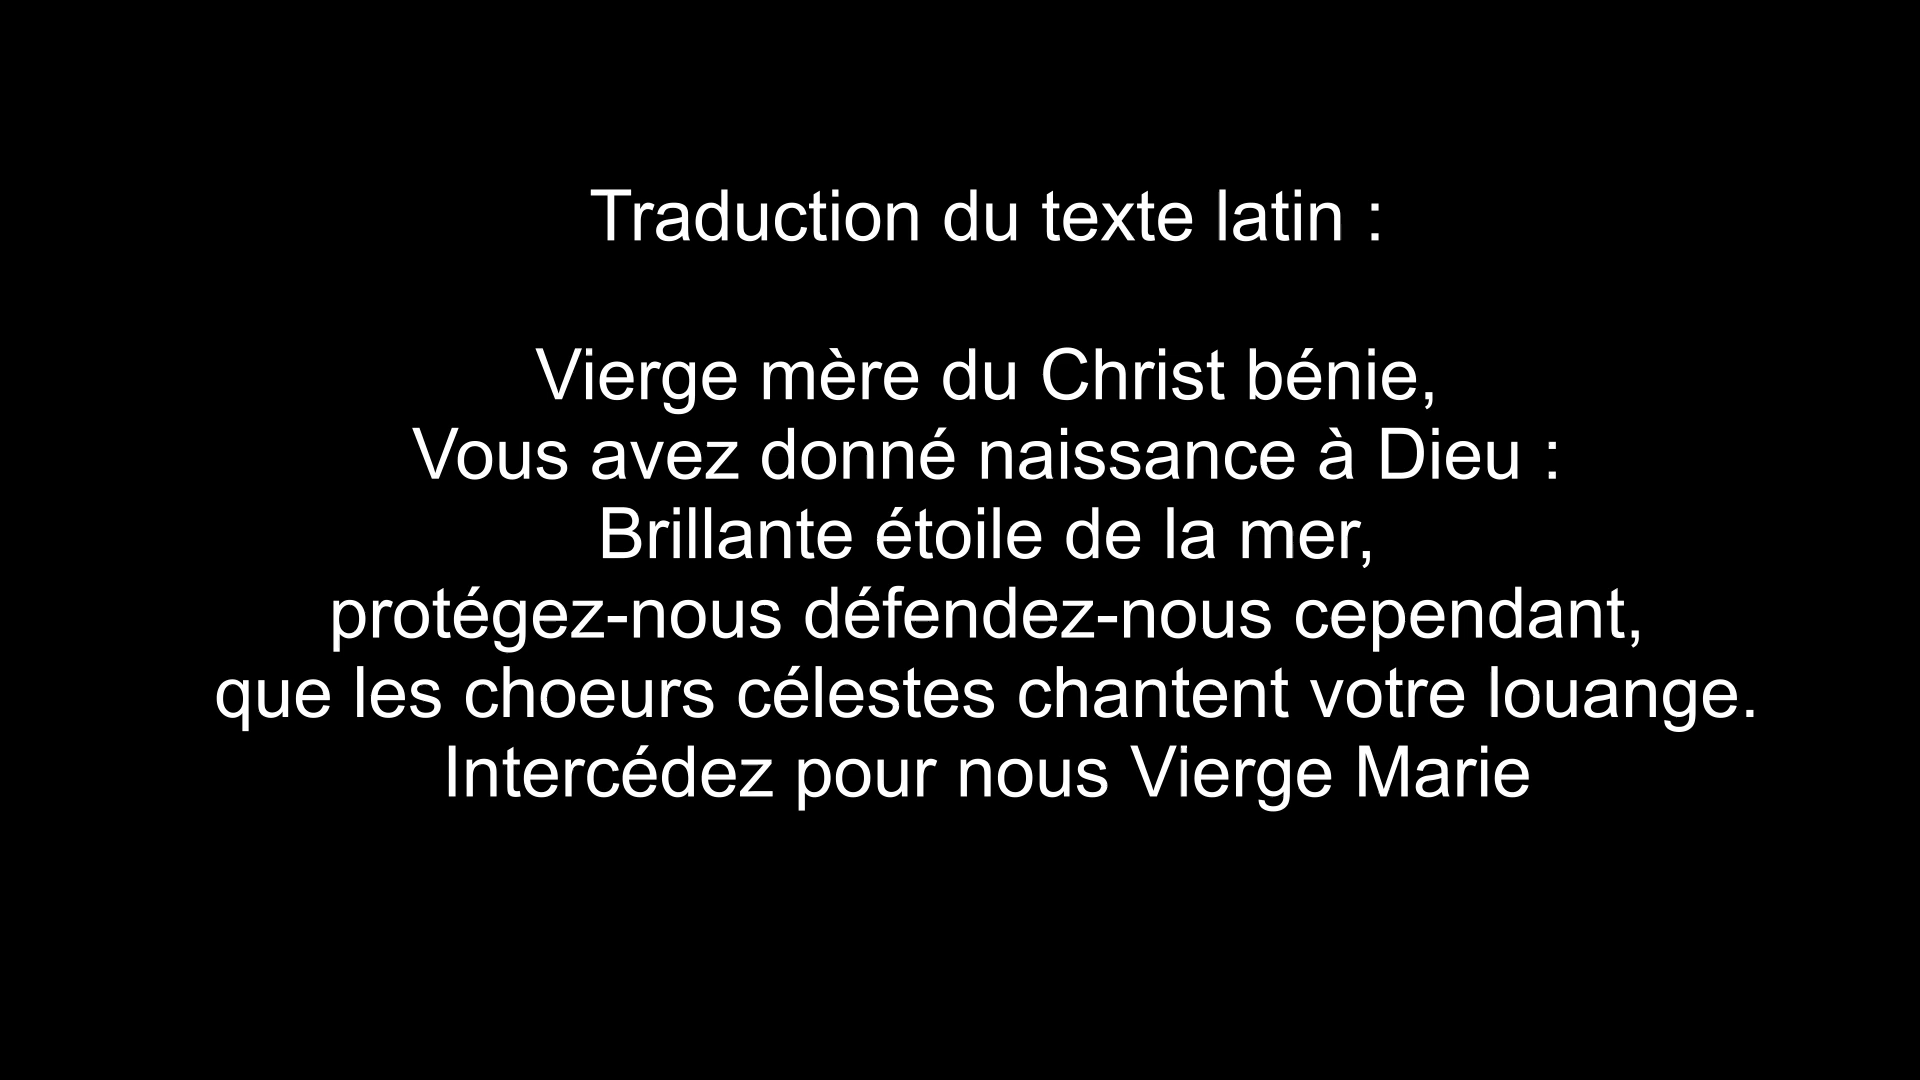 Traduction du texte latin :
Vierge mère du Christ bénie,
Vous avez donné naissance à Dieu :
Brillante étoile de la mer,
protégez-nous défendez-nous cependant,
que les choeurs célestes chantent votre louange.
Intercédez pour nous Vierge Marie